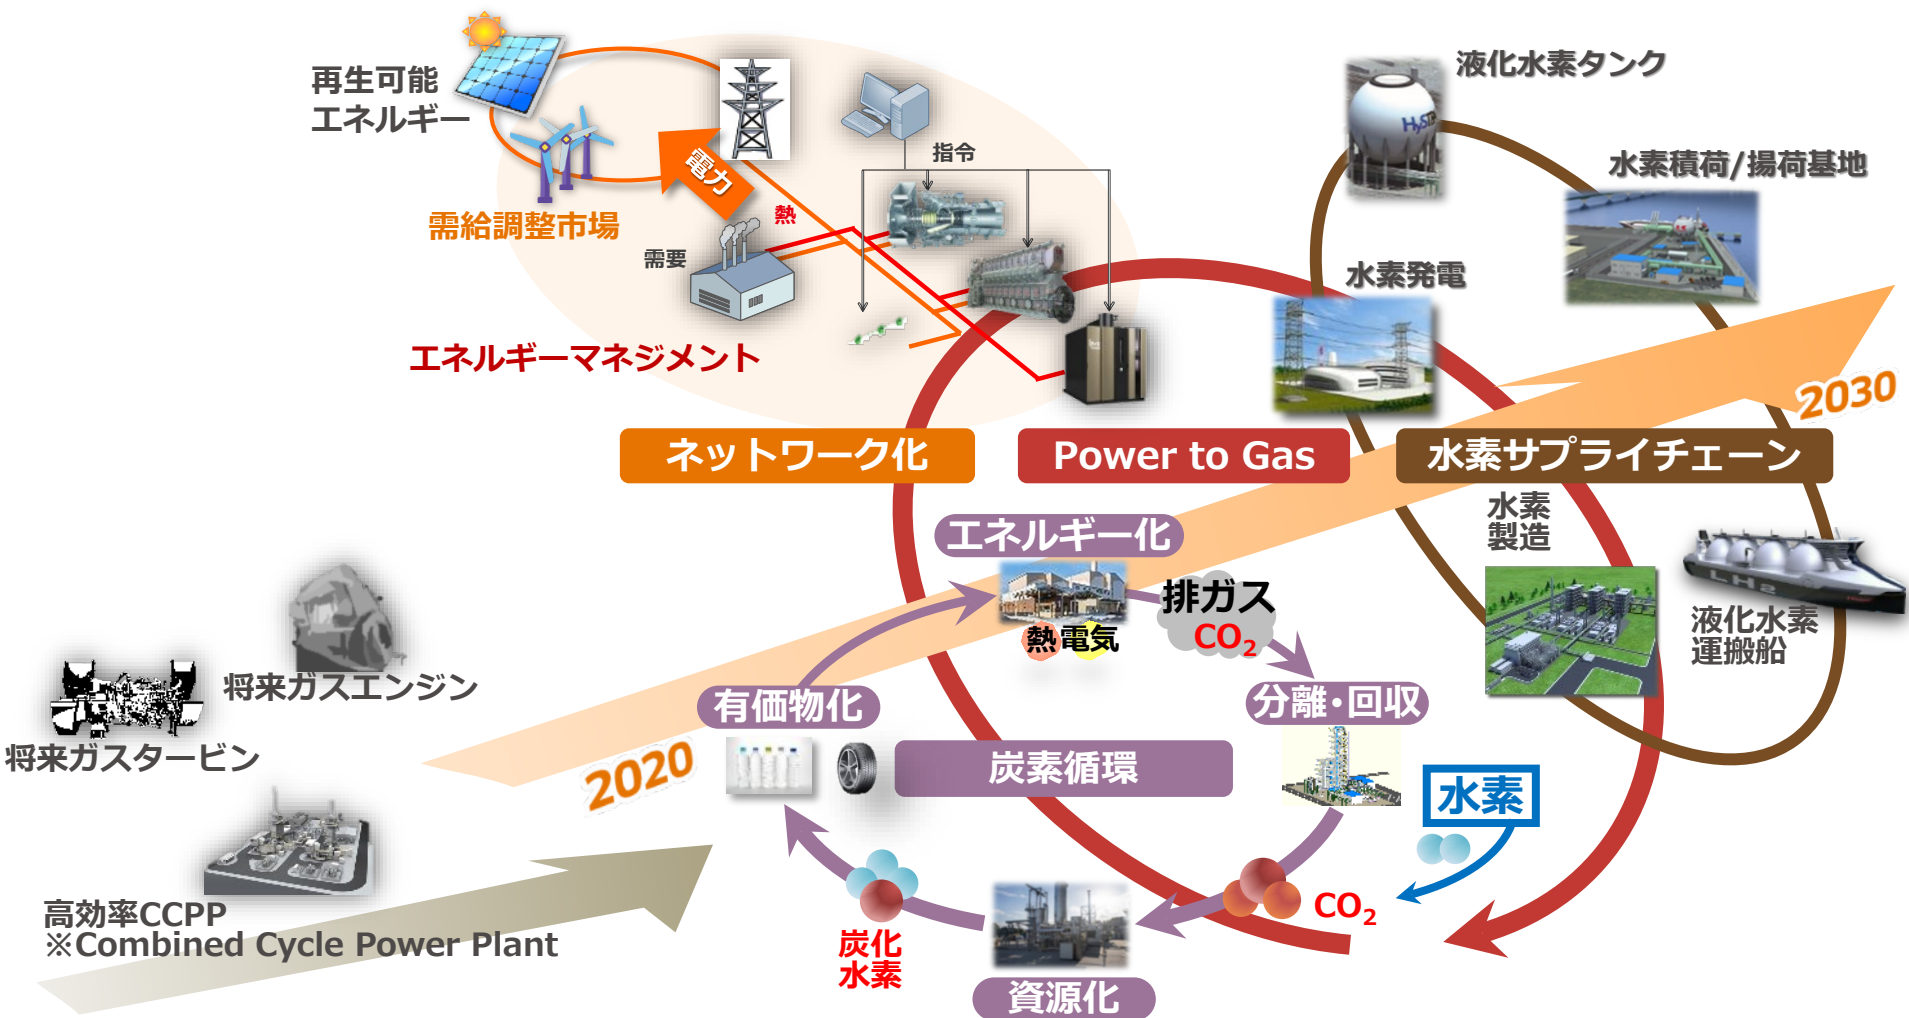 再生可能
エネルギー
電力
需給調整市場
熱
需要
指令
エネルギーマネジメント
液化水素タンク
水素積荷/揚荷基地
水素発電
2030
ネットワーク化
Power to Gas
水素サプライチェーン
水素
製造
LH2
液化水素
運搬船
エネルギー化
熱電気
排ガス
CO₂
将来ガスエンジン
将来ガスタービン
有価物化
分離・回収
2020
炭素循環
水素
高効率CCPP
※Combined Cycle Power Plant
炭化
水素
CO₂
資源化